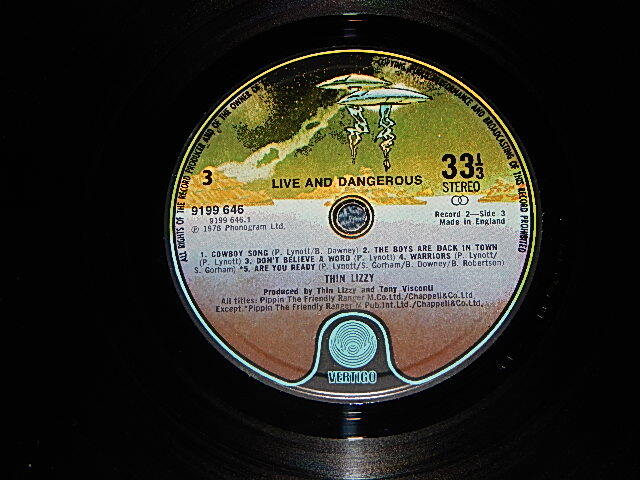 ALL RIGHTS OF THE RECORD PRODUCER AND OF THE OWNER OF
COPYING, PUBLIC PERFORMANCE AND BROADCASTING OF THIS RECORD PROHIBITED
3
LIVE AND DANGEROUS
33⅓
STEREO
9199 646
9199 646.1
℗ 1978 Phonogram Ltd.
Record 2—Side 3
Made in England
1. COWBOY SONG (P. Lynott/B. Downey) 2. THE BOYS ARE BACK IN TOWN
(P. Lynott) 3. DON'T BELIEVE A WORD (P. Lynott) 4. WARRIORS (P. Lynott/
S. Gorham) *5. ARE YOU READY (P. Lynott/S. Gorham/B. Downey/B. Robertson)
THIN LIZZY
Produced by Thin Lizzy and Tony Visconti
All titles: Pippin The Friendly Ranger M.Co.Ltd./Chappell&Co.Ltd.
Except *Pippin The Friendly Ranger M Pub.Int.Ltd./Chappell&Co.Ltd.
VERTIGO